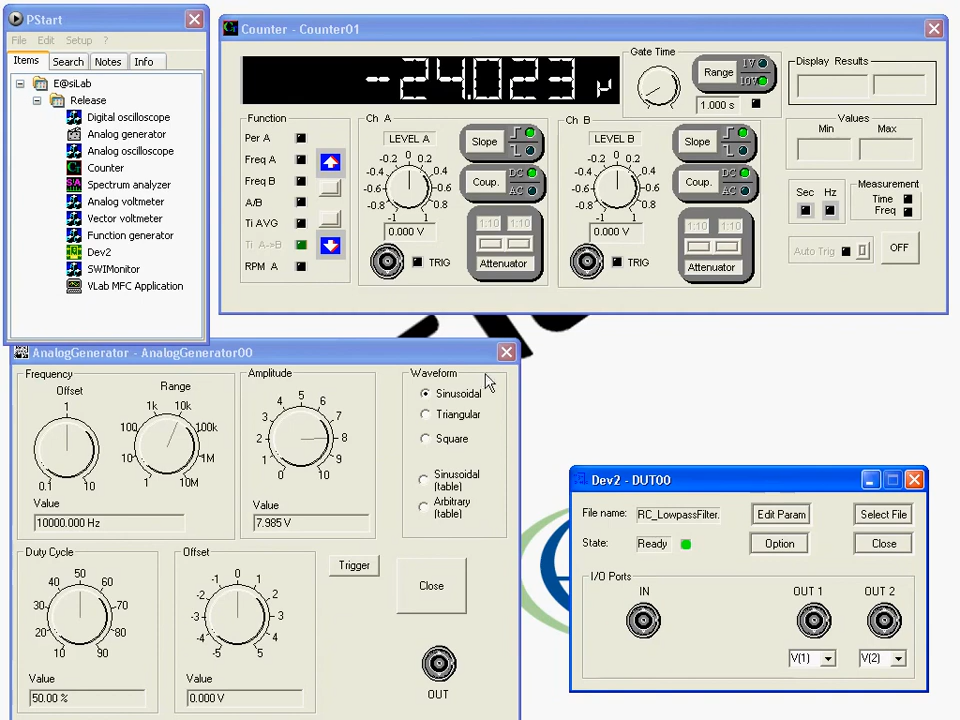 PStart
File Edit Setup ?
Items Search Notes Info
E@siLab
Release
Digital oscilloscope
Analog generator
Analog oscilloscope
Counter
Spectrum analyzer
Analog voltmeter
Vector voltmeter
Function generator
Dev2
SWIMonitor
VLab MFC Application
Counter - Counter01
-24.023 µ
Gate Time
Range
1V
10V
1.000 s
Display Results
Values
Min Max
Sec Hz
Measurement
Time
Freq
Auto Trig
OFF
Function
Per A
Freq A
Freq B
A/B
Ti AVG
Ti A->B
RPM A
Ch A
LEVEL A
-0.2 0 0.2
-0.4 0.4
-0.6 0.6
-0.8 0.8
-1 1
0.000 V
TRIG
Slope
Coup.
DC
AC
1:10 1:10
Attenuator
Ch B
LEVEL B
-0.2 0 0.2
-0.4 0.4
-0.6 0.6
-0.8 0.8
-1 1
0.000 V
TRIG
Slope
Coup.
DC
AC
1:10 1:10
Attenuator
AnalogGenerator - AnalogGenerator00
Frequency
Offset
1
0.1 10
Range
1k 10k
100 100k
10 1M
1 10M
Value
10000.000 Hz
Amplitude
4 5 6
3 7
2 8
1 9
0 10
Value
7.985 V
Waveform
Sinusoidal
Triangular
Square
Sinusoidal
(table)
Arbitrary
(table)
Duty Cycle
40 50 60
30 70
20 80
10 90
Value
50.00 %
Offset
-1 0 1
-2 2
-3 3
-4 4
-5 5
Value
0.000 V
Trigger
Close
OUT
Dev2 - DUT00
File name: RC_LowpassFilter. Edit Param Select File
State: Ready Option Close
I/O Ports
IN OUT 1 OUT 2
V(1) V(2)